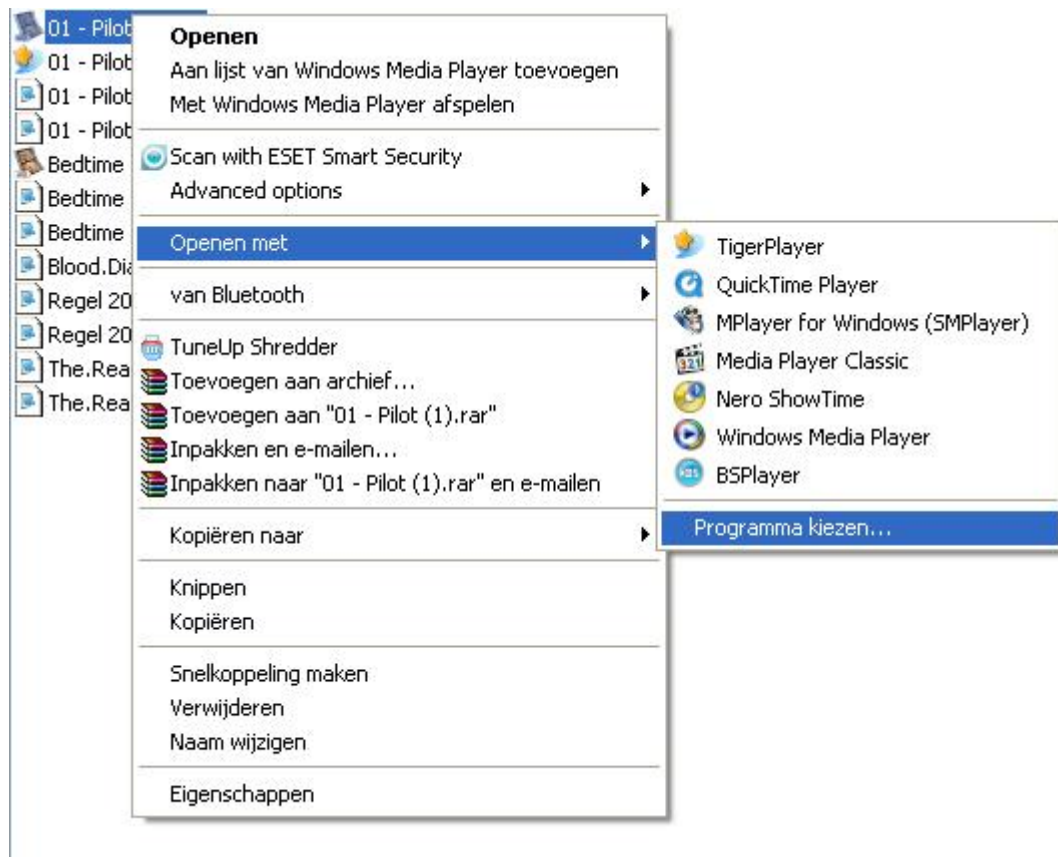 01 - Pilot
01 - Pilot
01 - Pilot
01 - Pilot
Bedtime
Bedtime
Bedtime
Blood.Dia
Regel 20
Regel 20
The.Rea
The.Rea
Openen
Aan lijst van Windows Media Player toevoegen
Met Windows Media Player afspelen
Scan with ESET Smart Security
Advanced options
Openen met
van Bluetooth
TuneUp Shredder
Toevoegen aan archief...
Toevoegen aan "01 - Pilot (1).rar"
Inpakken en e-mailen...
Inpakken naar "01 - Pilot (1).rar" en e-mailen
Kopiëren naar
Knippen
Kopiëren
Snelkoppeling maken
Verwijderen
Naam wijzigen
Eigenschappen
TigerPlayer
QuickTime Player
MPlayer for Windows (SMPlayer)
Media Player Classic
Nero ShowTime
Windows Media Player
BSPlayer
Programma kiezen...